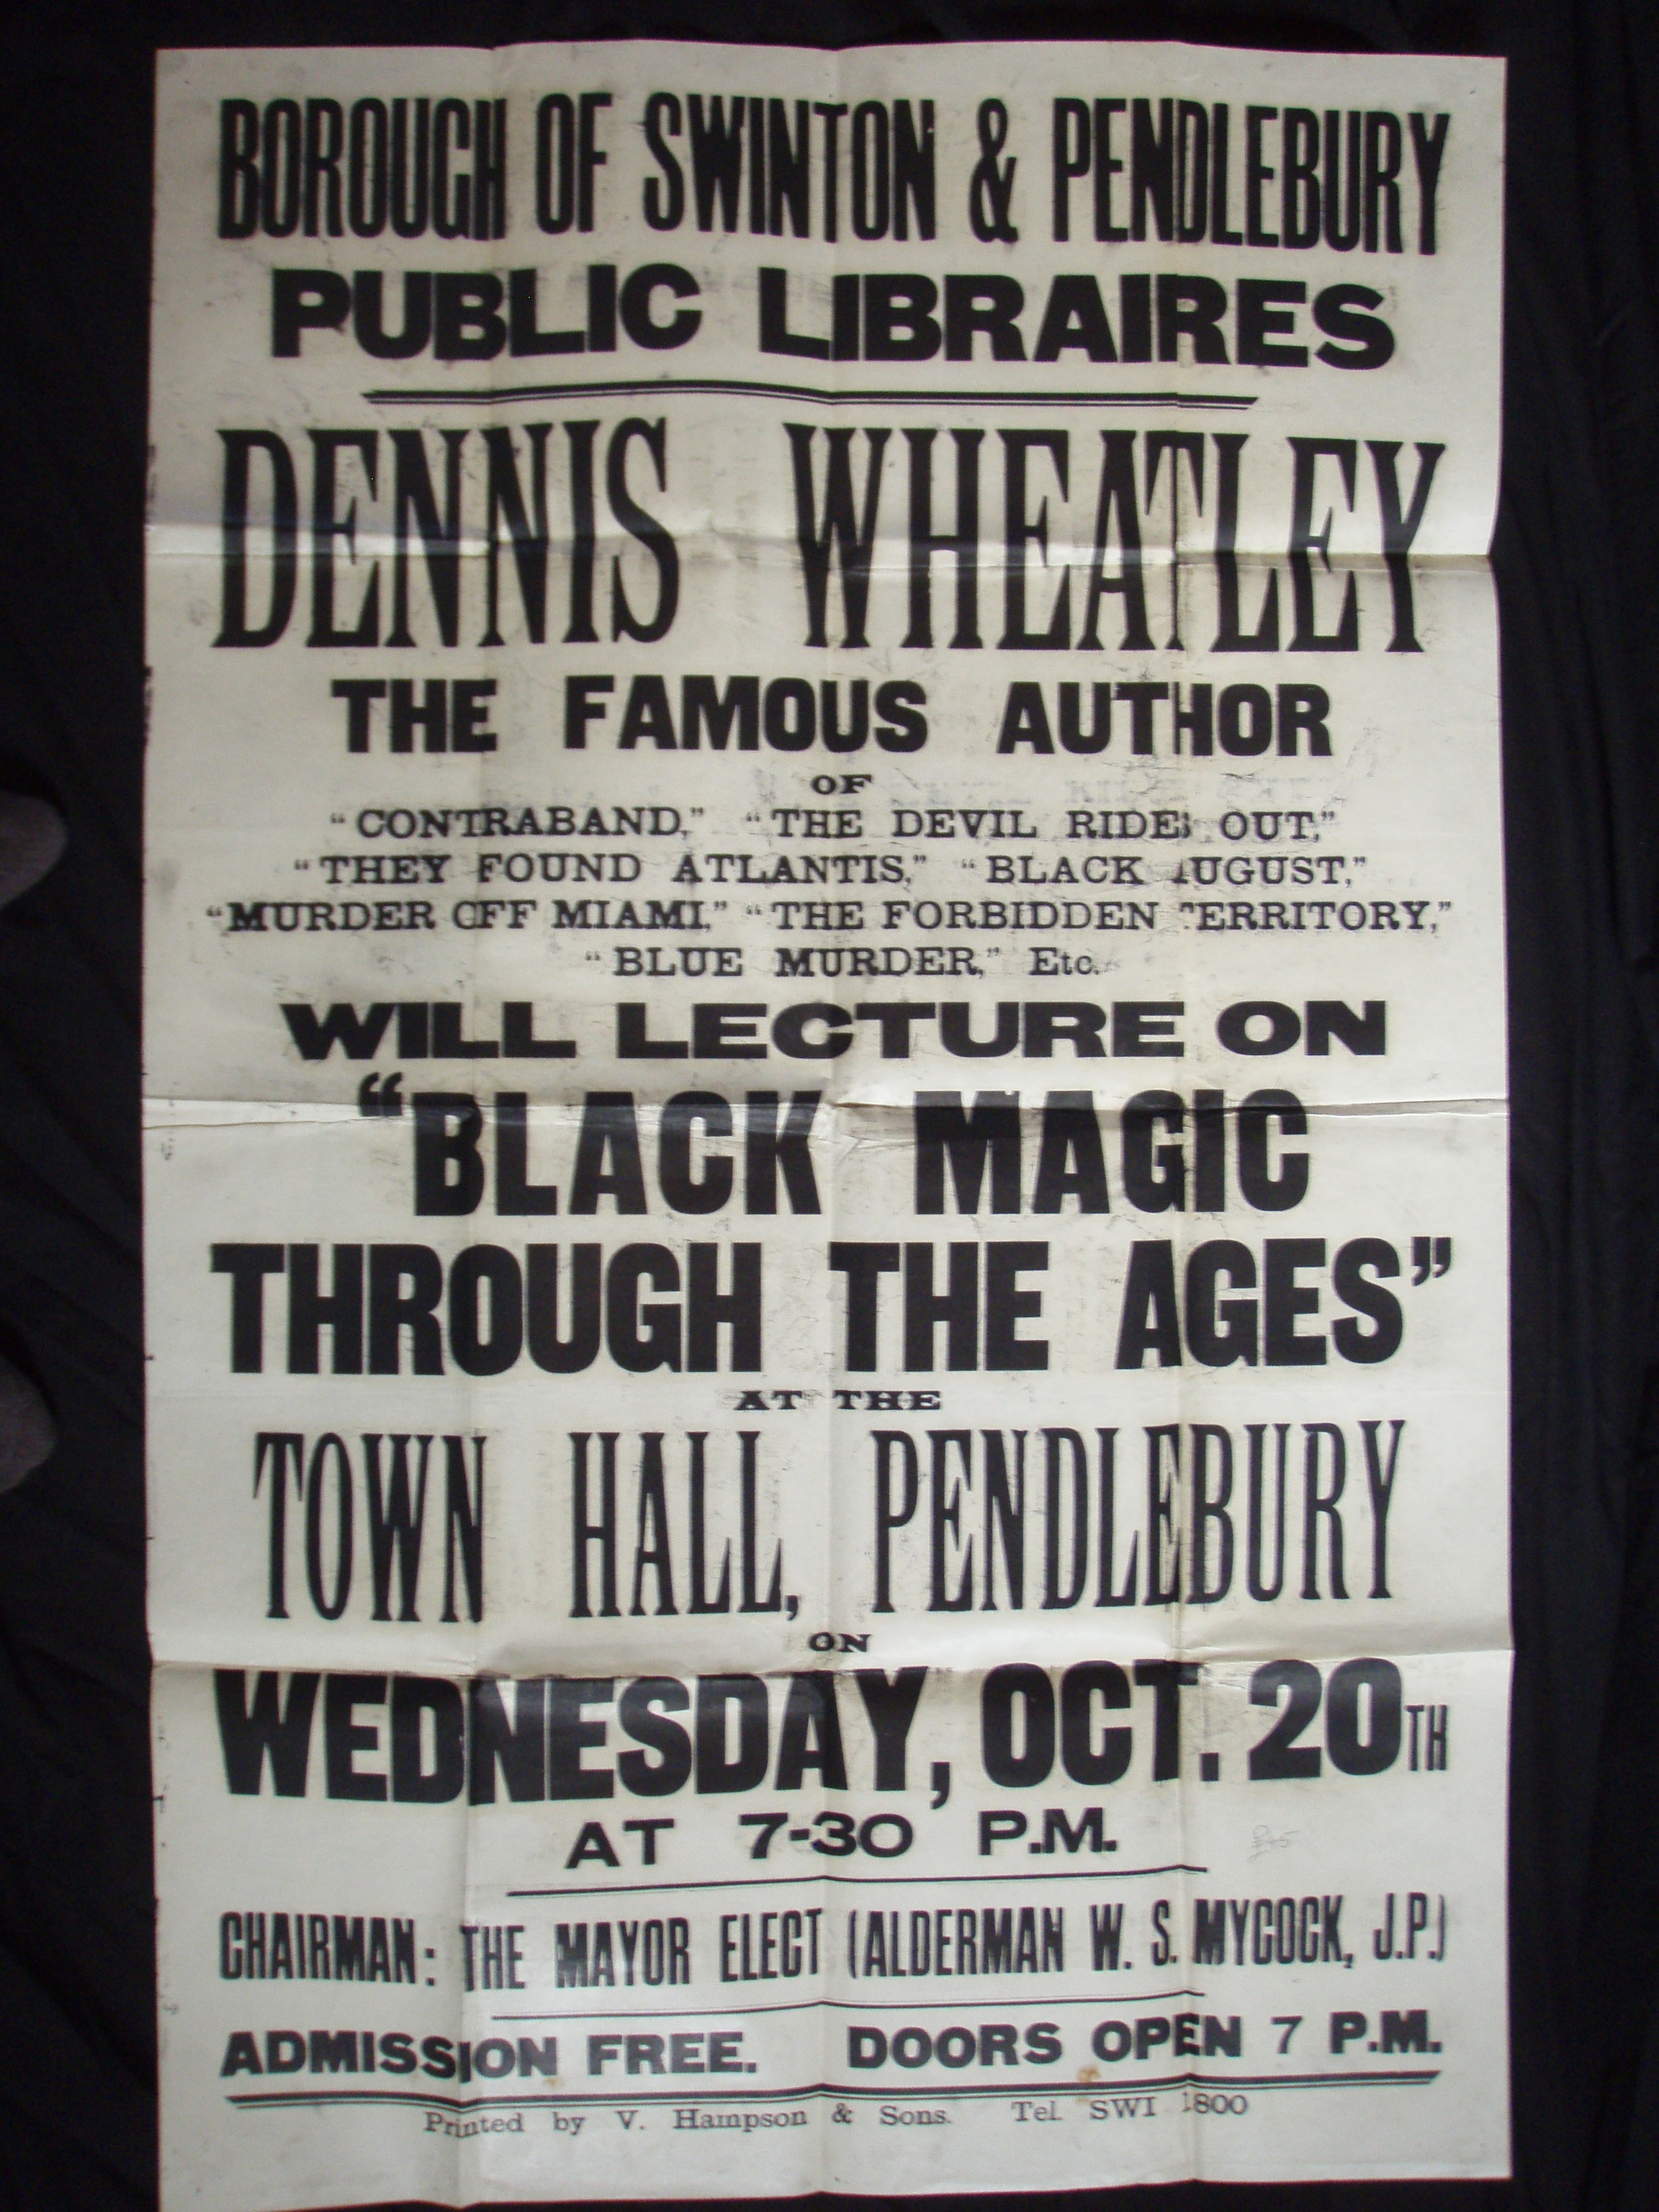 BOROUGH OF SWINTON & PENDLEBURY
PUBLIC LIBRAIRES
DENNIS WHEATLEY
THE FAMOUS AUTHOR
OF
"CONTRABAND," "THE DEVIL RIDES OUT,"
"THEY FOUND ATLANTIS," "BLACK AUGUST,"
"MURDER OFF MIAMI," "THE FORBIDDEN TERRITORY,"
"BLUE MURDER," Etc.
WILL LECTURE ON
"BLACK MAGIC
THROUGH THE AGES"
AT THE
TOWN HALL, PENDLEBURY
ON
WEDNESDAY, OCT. 20TH
AT 7-30 P.M.
CHAIRMAN: THE MAYOR ELECT (ALDERMAN W. S. MYCOCK, J.P.)
ADMISSION FREE. DOORS OPEN 7 P.M.
Printed by V. Hampson & Sons. Tel. SWI 1800